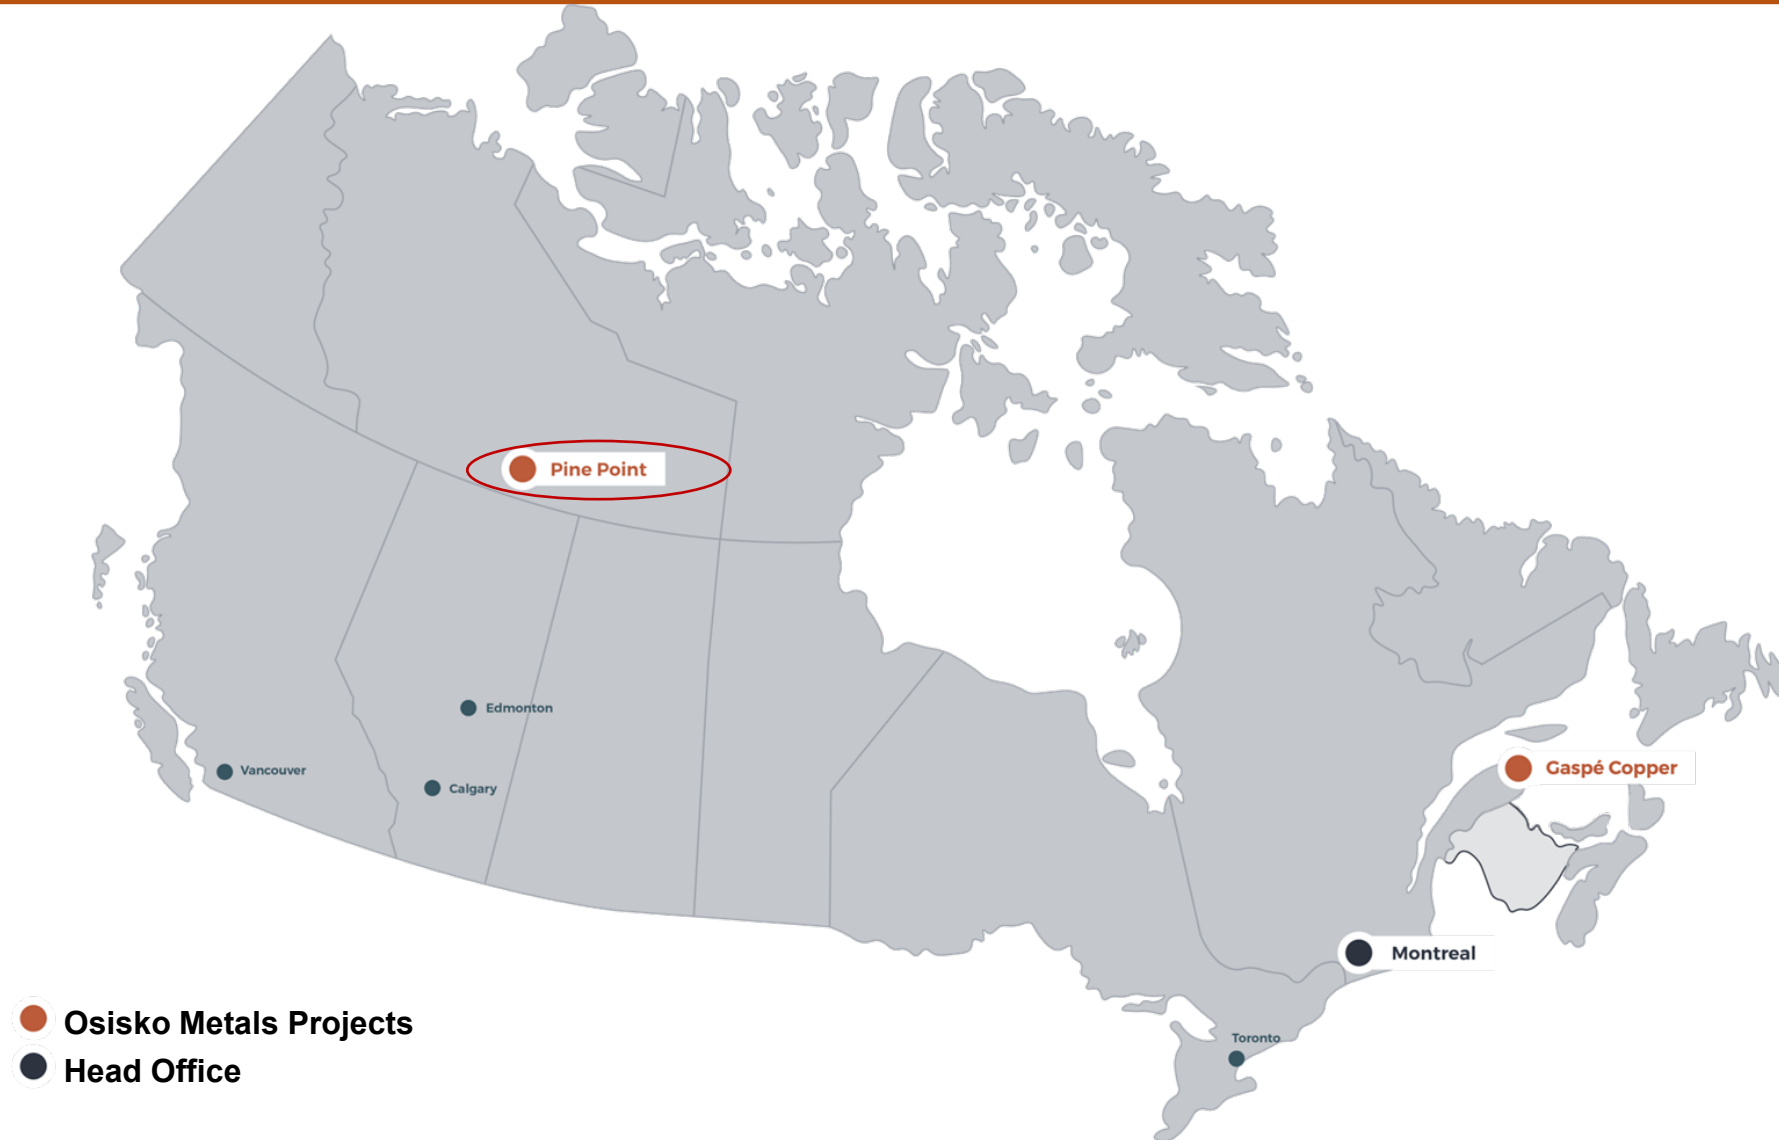 Pine Point
Edmonton
Vancouver
Calgary
Gaspé Copper
Montreal
Toronto
Osisko Metals Projects
Head Office